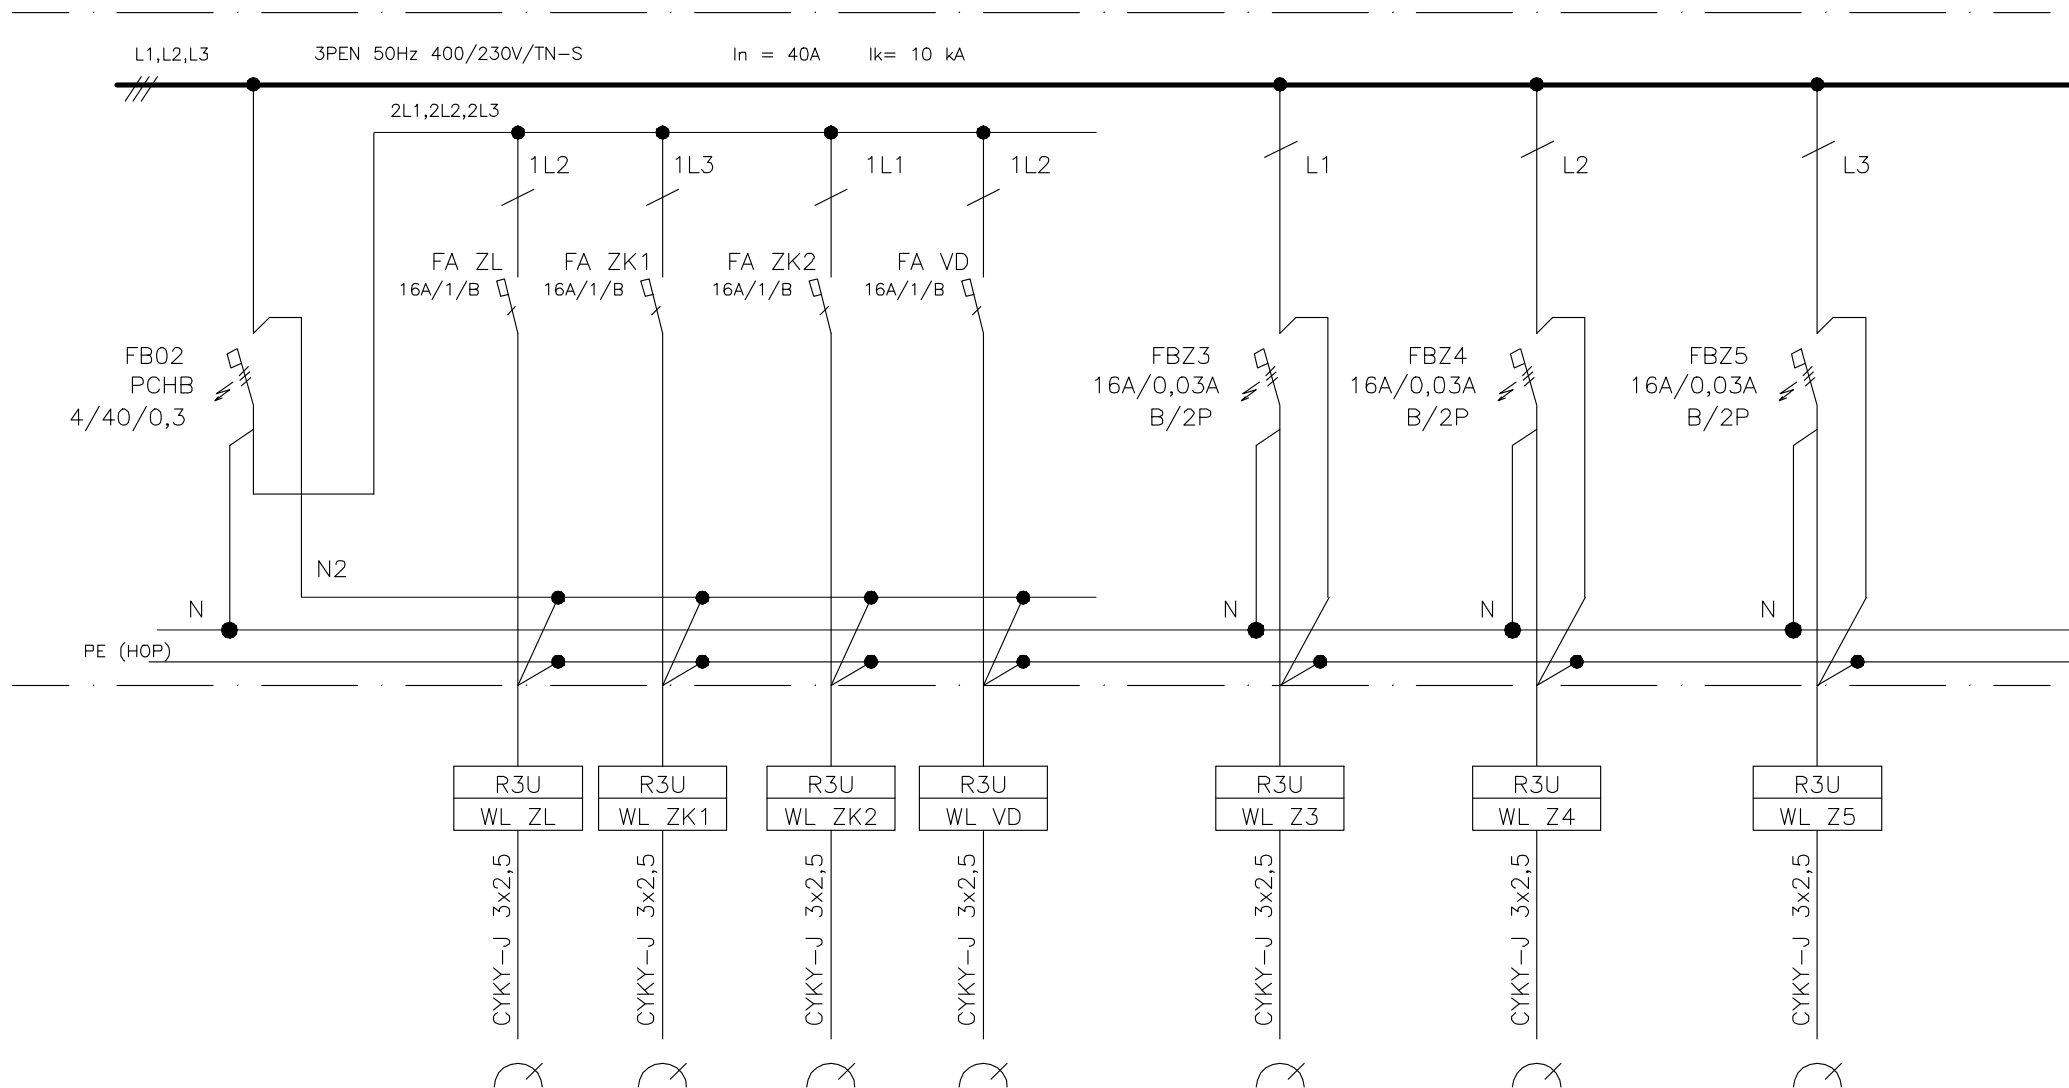 L1,L2,L3 3PEN 50Hz 400/230V/TN-S In = 40A Ik= 10 kA
2L1,2L2,2L3
1L2 1L3 1L1 1L2 L1 L2 L3
FA ZL FA ZK1 FA ZK2 FA VD
16A/1/B 16A/1/B 16A/1/B 16A/1/B
FB02 FBZ3 FBZ4 FBZ5
PCHB 16A/0,03A 16A/0,03A 16A/0,03A
4/40/0,3 B/2P B/2P B/2P
N2
N N N N
PE (HOP)
R3U R3U R3U R3U R3U R3U R3U
WL ZL WL ZK1 WL ZK2 WL VD WL Z3 WL Z4 WL Z5
CYKY-J 3x2,5 CYKY-J 3x2,5 CYKY-J 3x2,5 CYKY-J 3x2,5 CYKY-J 3x2,5 CYKY-J 3x2,5 CYKY-J 3x2,5